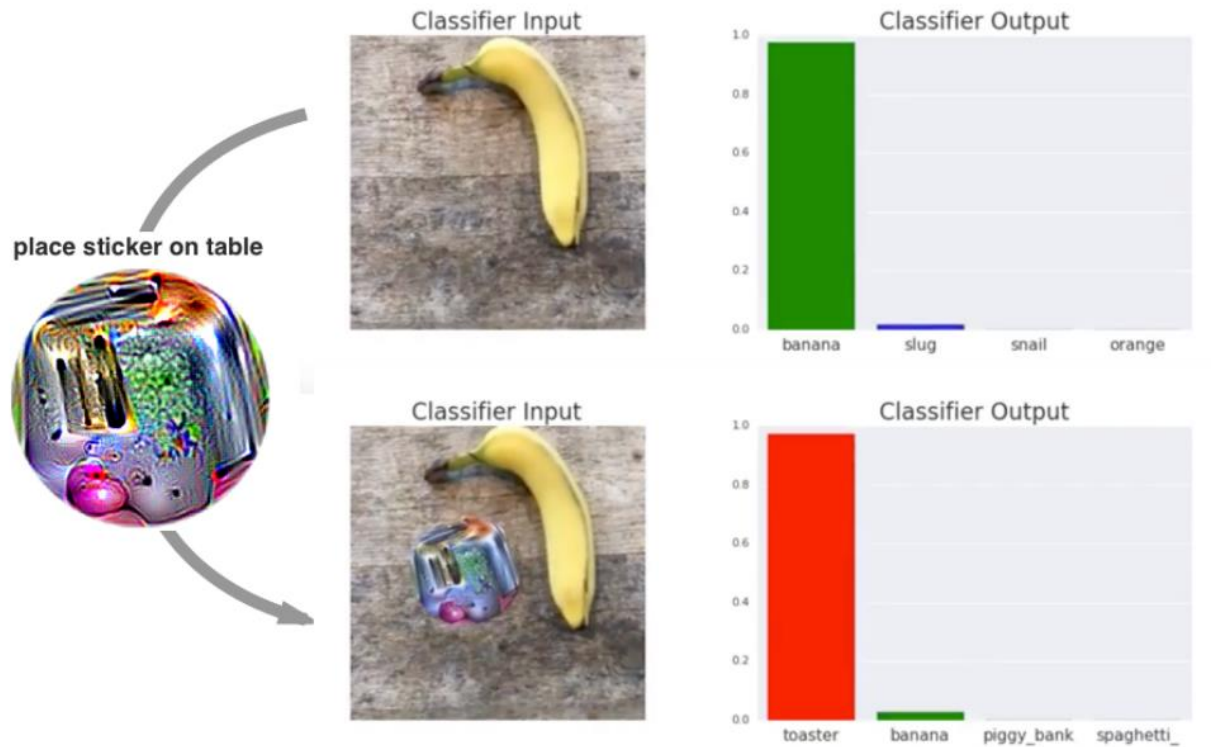 Classifier Input
Classifier Output
1.0
0.8
0.6
0.4
0.2
0.0
banana slug snail orange
place sticker on table
Classifier Input
Classifier Output
1.0
0.8
0.6
0.4
0.2
0.0
toaster banana piggy_bank spaghetti_